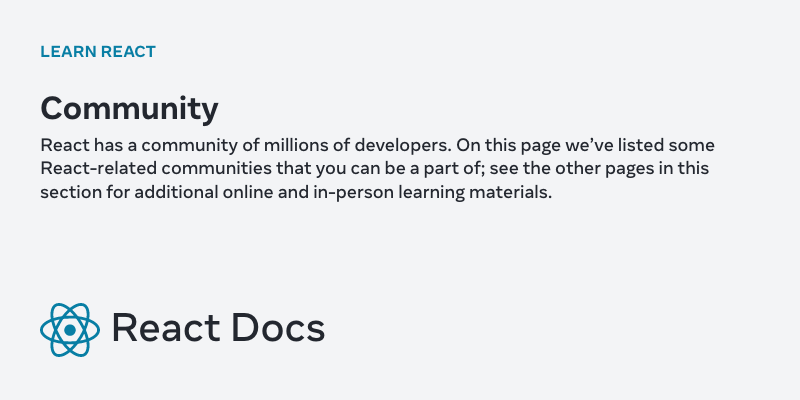 LEARN REACT
Community
React has a community of millions of developers. On this page we’ve listed some
React-related communities that you can be a part of; see the other pages in this
section for additional online and in-person learning materials.
React Docs